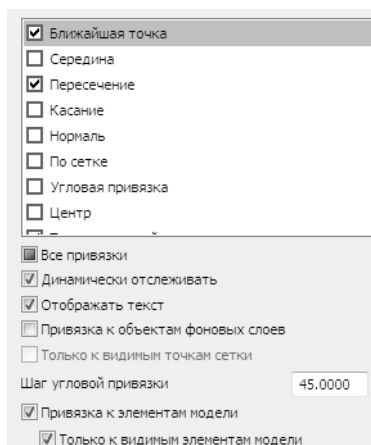 Ближайшая точка
Середина
Пересечение
Касание
Нормаль
По сетке
Угловая привязка
Центр
Все привязки
Динамически отслеживать
Отображать текст
Привязка к объектам фоновых слоев
Только к видимым точкам сетки
Шаг угловой привязки 45.0000
Привязка к элементам модели
Только к видимым элементам модели